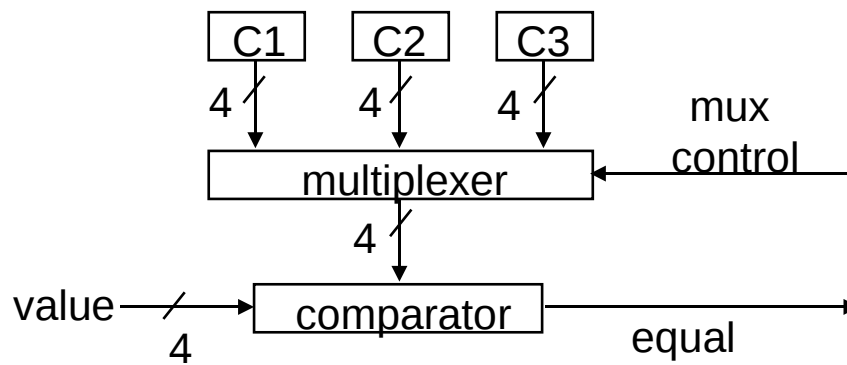 C1 C2 C3
4 4 4
mux
control
multiplexer
4
value
comparator
equal
4